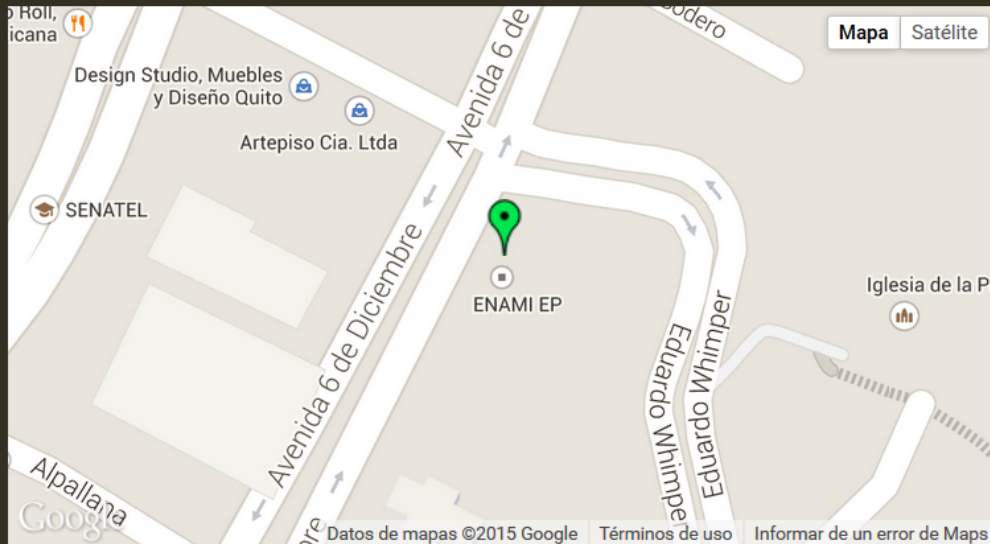 o Roll,
icana
odero
Mapa
Satélite
Design Studio, Muebles
y Diseño Quito
Avenida 6 de
Artepiso Cia. Ltda
SENATEL
Avenida 6 de Diciembre
ENAMI EP
Iglesia de la P
Eduardo Whimper
Eduardo Whimper
Alpallana
bre
Google
Datos de mapas ©2015 Google
Términos de uso
Informar de un error de Maps